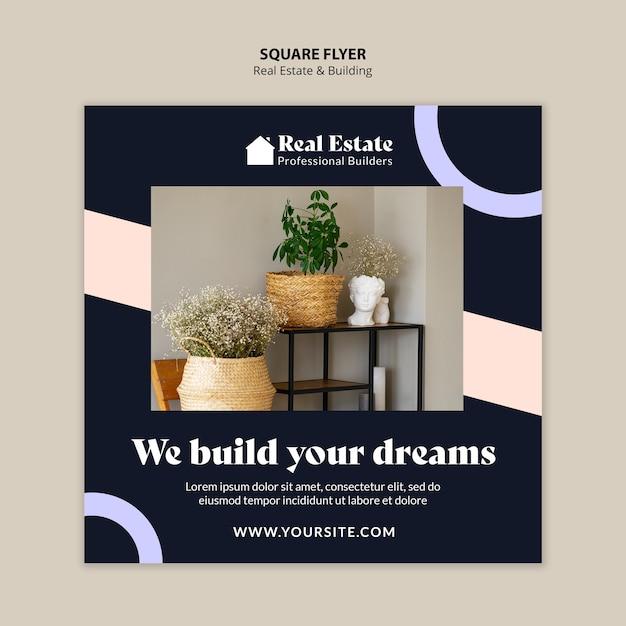 SQUARE FLYER
Real Estate & Building
Real Estate
Professional Builders
We build your dreams
Lorem ipsum dolor sit amet, consectetur elit, sed do
eiusmod tempor incididunt ut labore et dolore
WWW.YOURSITE.COM